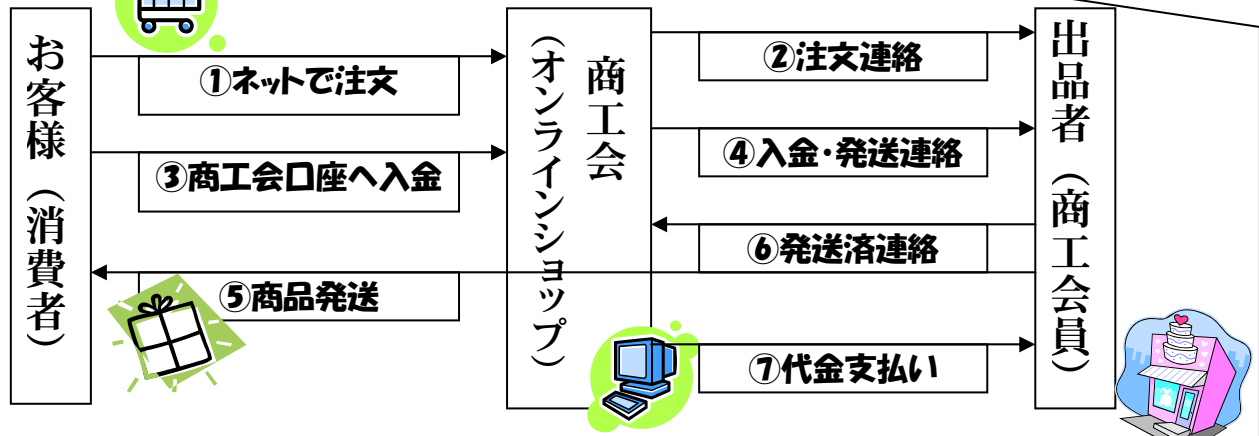 お客様（消費者）
①ネットで注文
③商工会口座へ入金
⑤商品発送
商工会
（オンラインショップ）
②注文連絡
④入金・発送連絡
⑥発送済連絡
⑦代金支払い
出品者（商工会員）